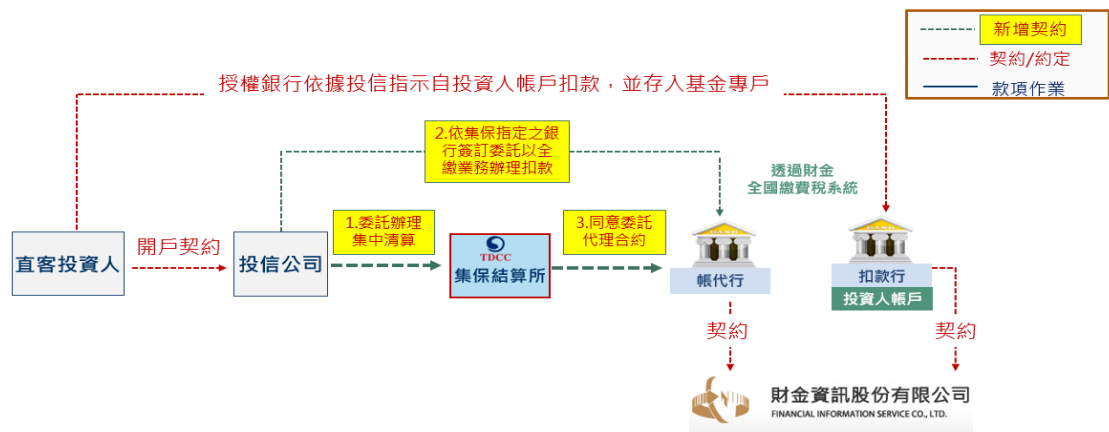 新增契約
契約/約定
款項作業
授權銀行依據投信指示自投資人帳戶扣款，並存入基金專戶
2.依集保指定之銀
行簽訂委託以全
繳業務辦理扣款
透過財金
全國繳費稅系統
1.委託辦理
集中清算
3.同意委託
代理合約
BANK
BANK
直客投資人
開戶契約
投信公司
TDCC
集保結算所
帳代行
扣款行
投資人帳戶
契約
契約
財金資訊股份有限公司
FINANCIAL INFORMATION SERVICE CO., LTD.